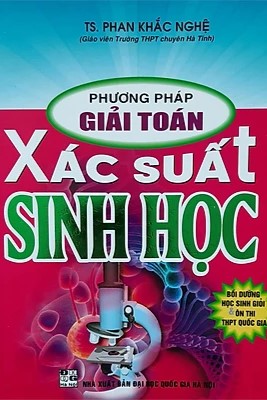 TS. PHAN KHẮC NGHỆ
(Giáo viên Trường THPT chuyên Hà Tĩnh)
PHƯƠNG PHÁP
GIẢI TOÁN
XÁC SUẤT
SINH HỌC
BỒI DƯỠNG
HỌC SINH GIỎI
& ÔN THI
THPT QUỐC GIA
HÀ NỘI
NHÀ XUẤT BẢN ĐẠI HỌC QUỐC GIA HÀ NỘI